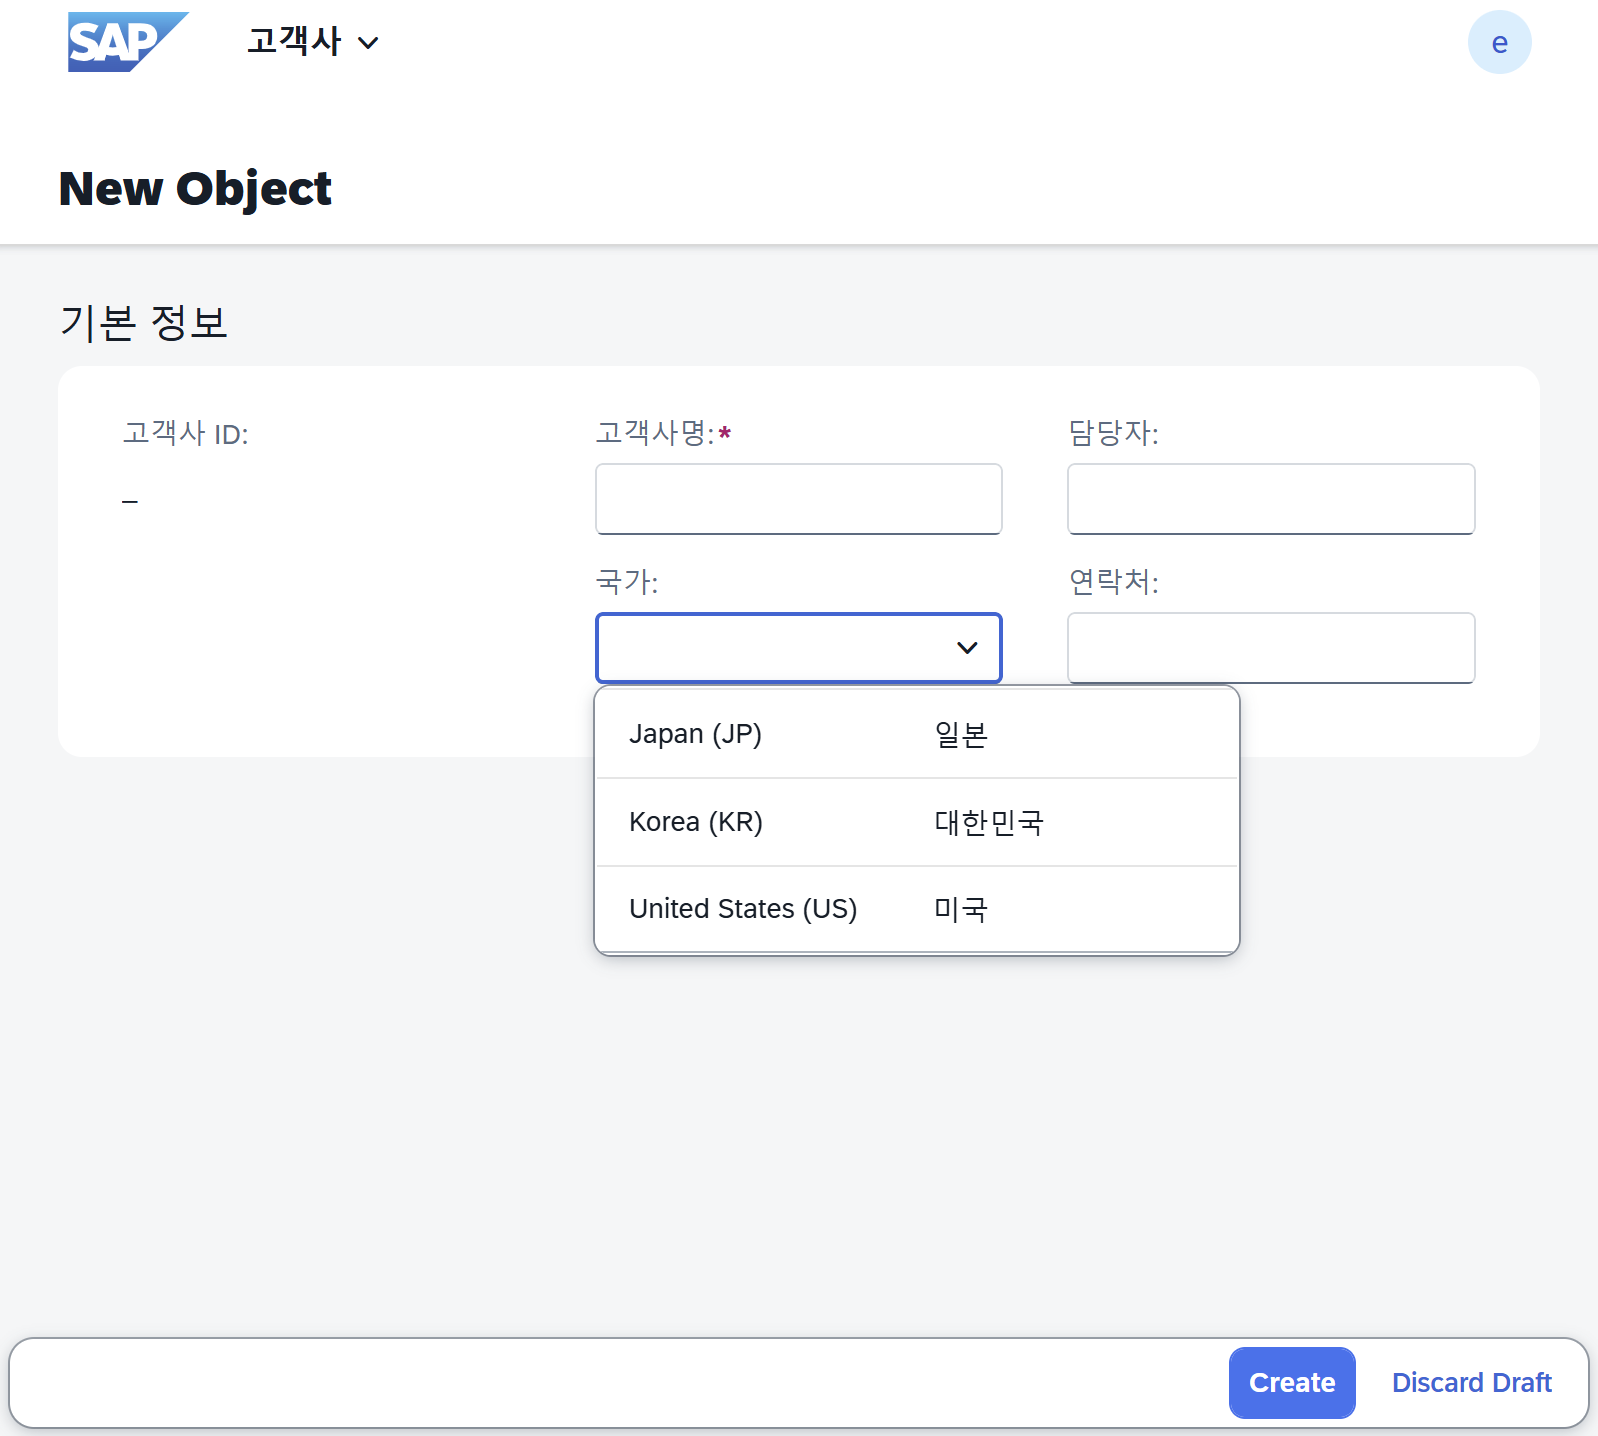 SAP 고객사 e
New Object
기본 정보
고객사 ID: 고객사명:* 담당자:
–
국가: 연락처:
Japan (JP) 일본
Korea (KR) 대한민국
United States (US) 미국
Create Discard Draft